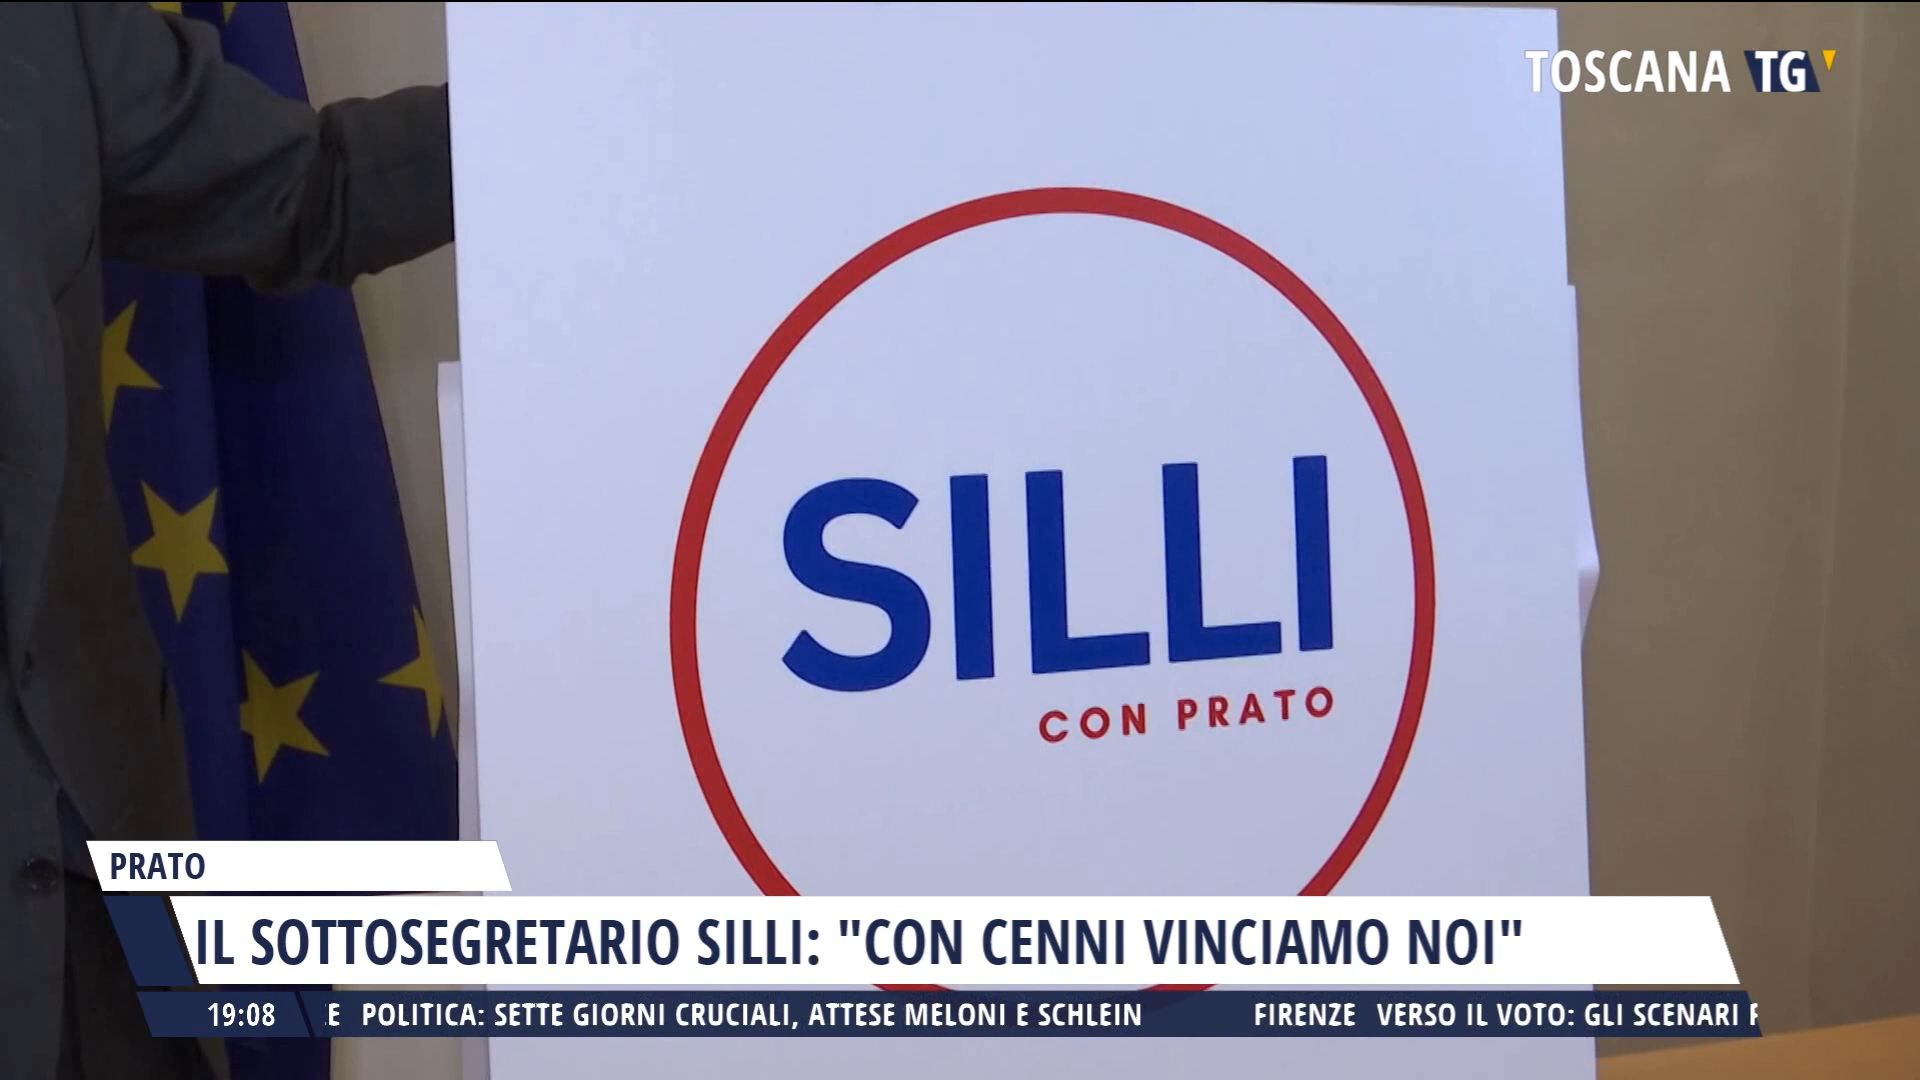 TOSCANA TG
SILLI
CON PRATO
PRATO
IL SOTTOSEGRETARIO SILLI: "CON CENNI VINCIAMO NOI"
19:08 E POLITICA: SETTE GIORNI CRUCIALI, ATTESE MELONI E SCHLEIN FIRENZE VERSO IL VOTO: GLI SCENARI